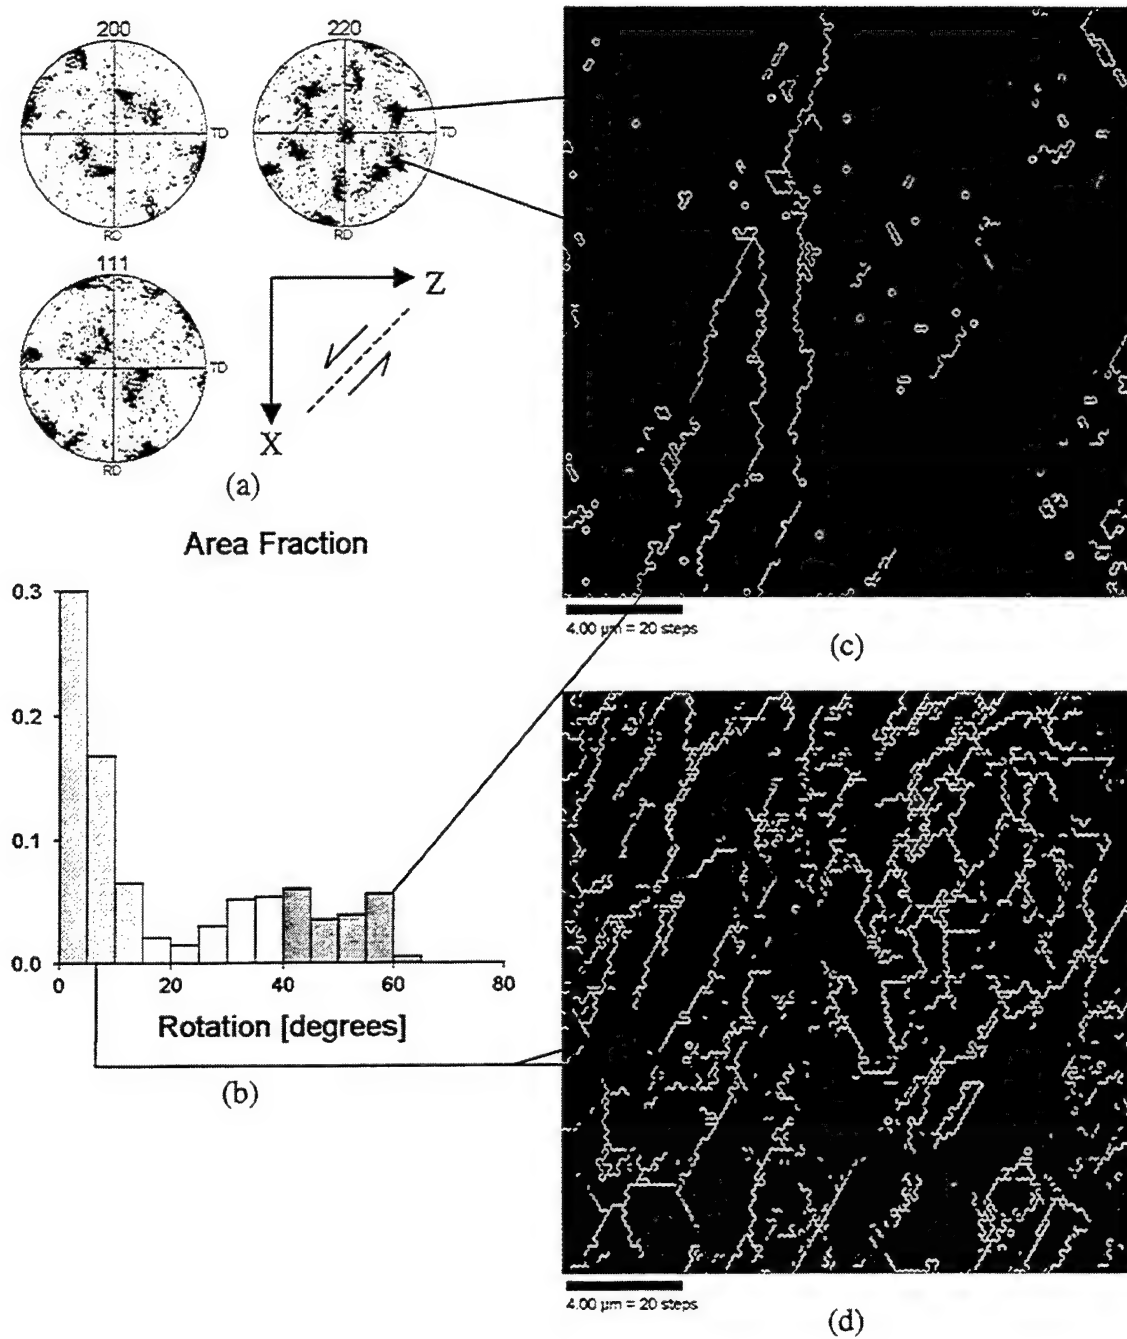 200
220
TD
TD
RD
RD
111
Z
TD
X
RD
(a)
4.00 µm = 20 steps
(c)
Area Fraction
0.3
0.2
0.1
0.0
0 20 40 60 80
Rotation [degrees]
(b)
4.00 µm = 20 steps
(d)